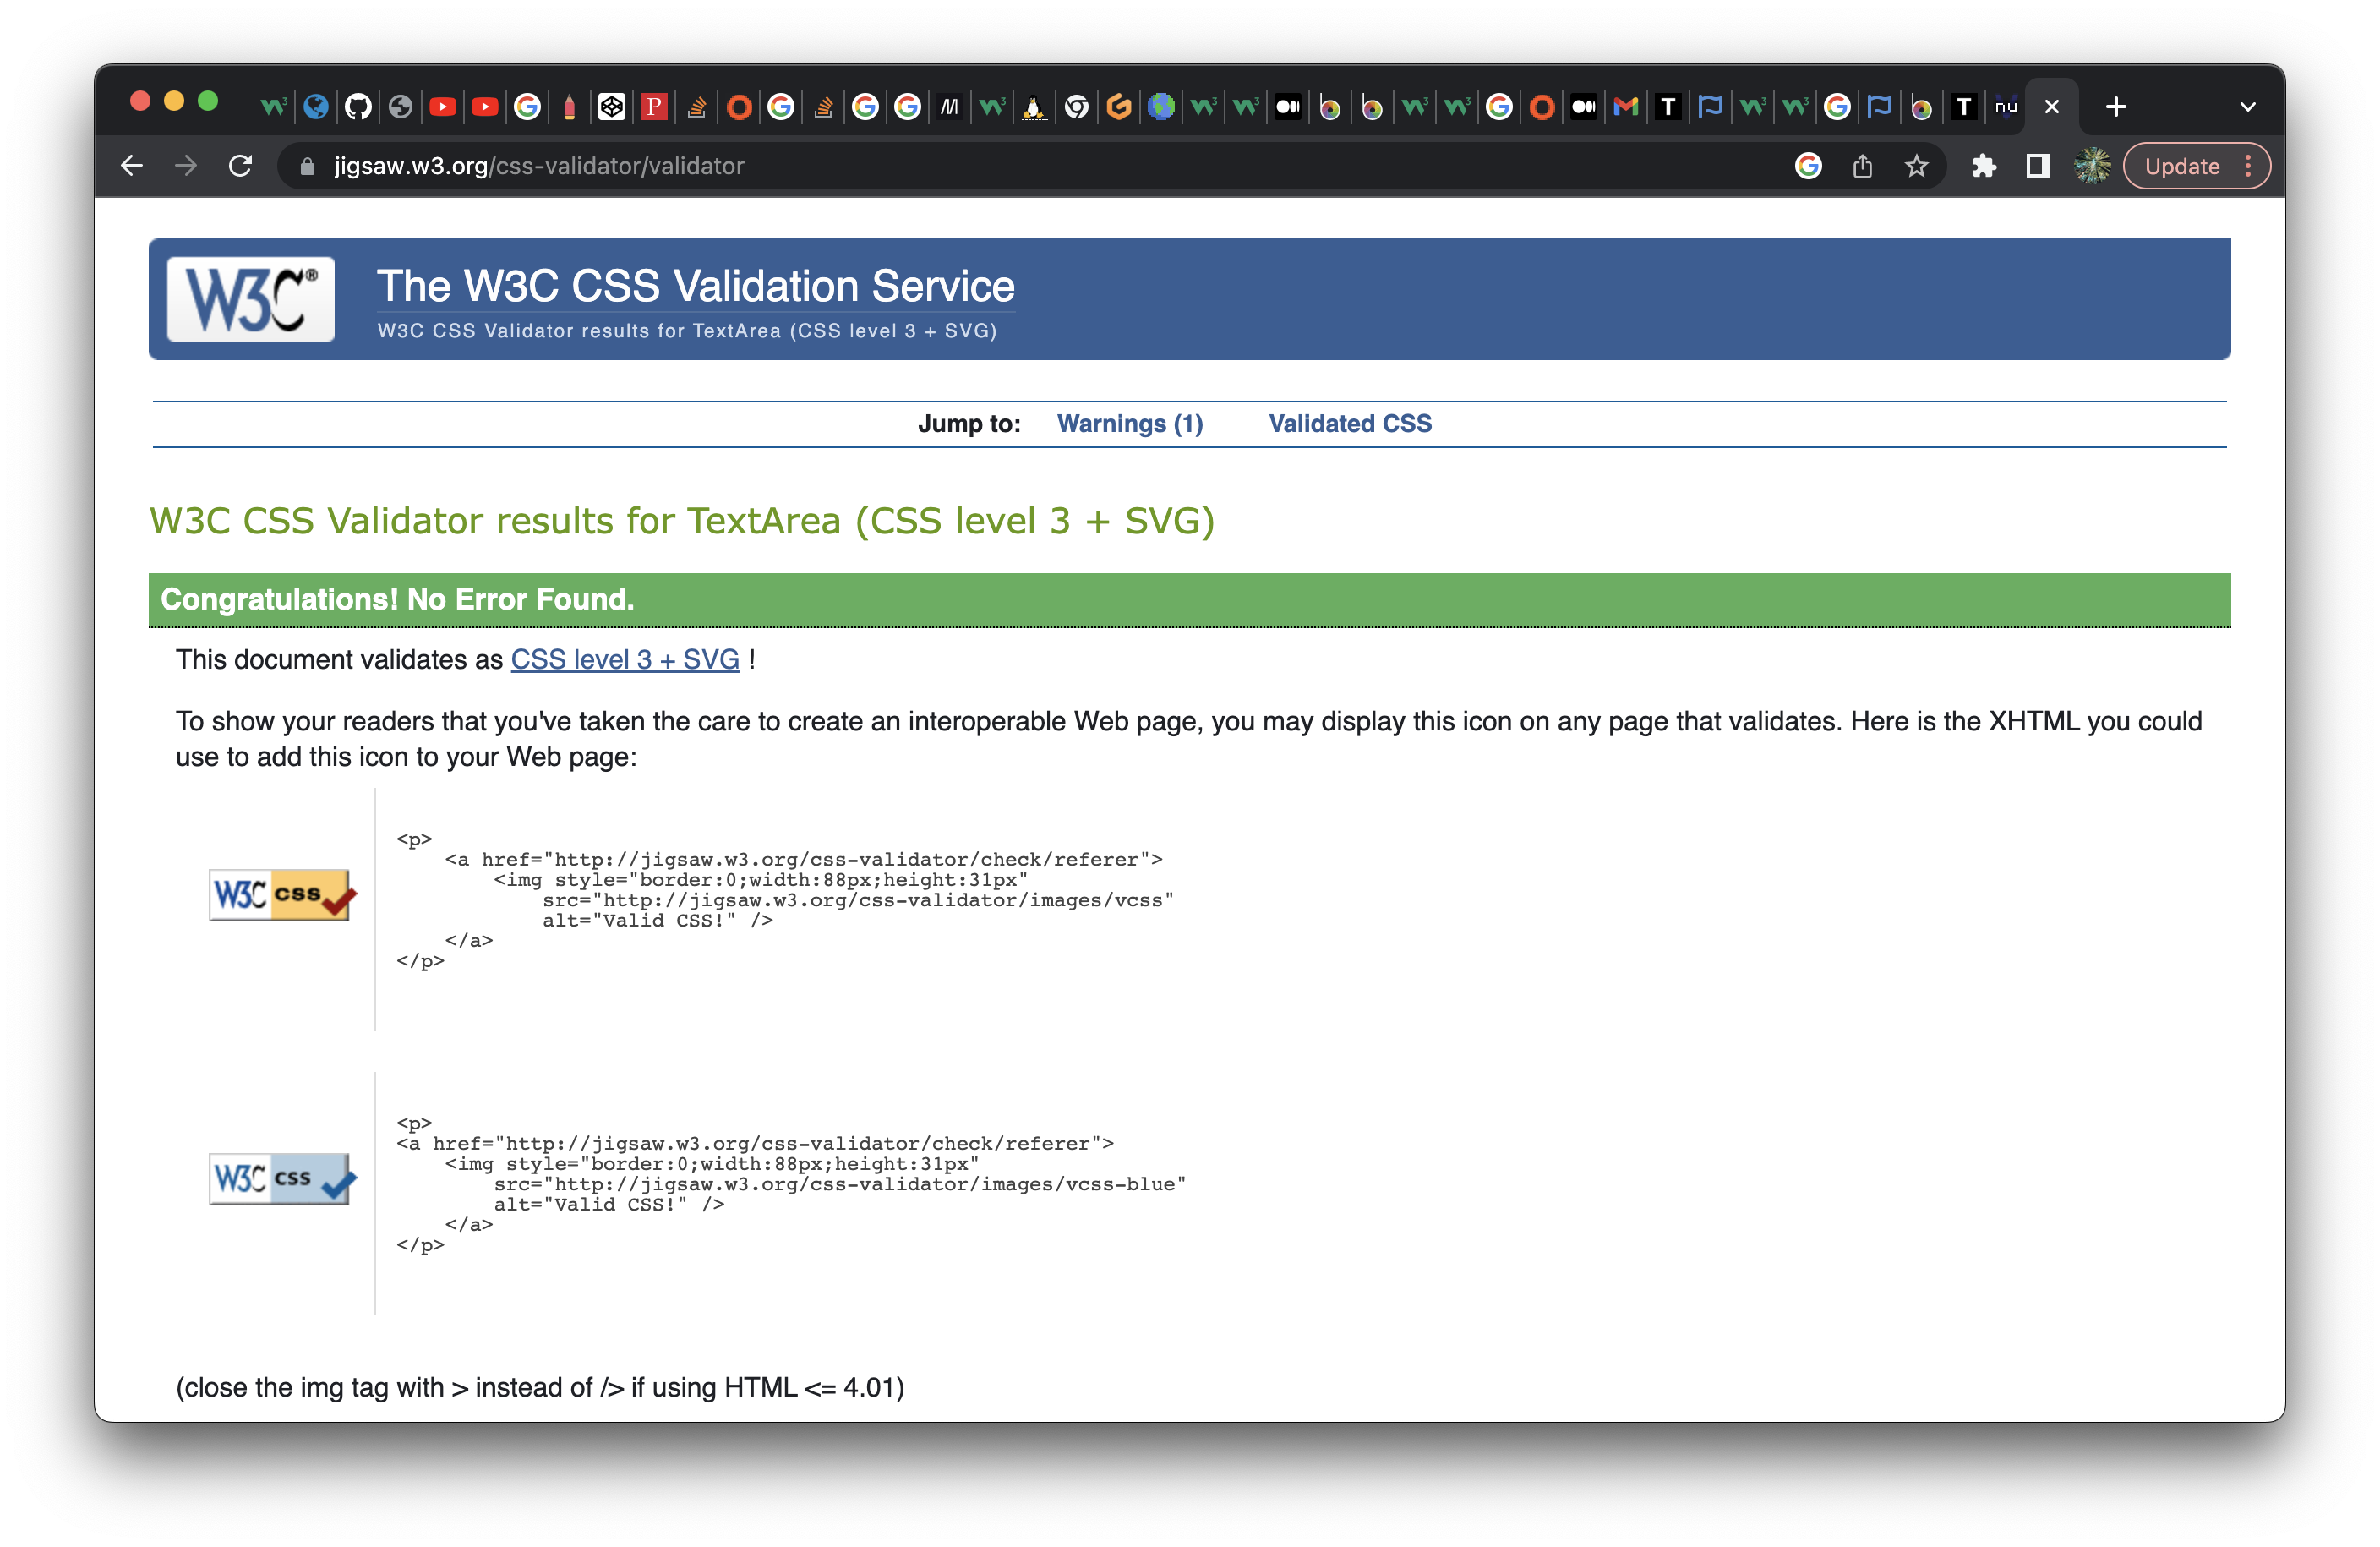 jigsaw.w3.org/css-validator/validator
Update
W3C®
The W3C CSS Validation Service
W3C CSS Validator results for TextArea (CSS level 3 + SVG)
Jump to: Warnings (1) Validated CSS
W3C CSS Validator results for TextArea (CSS level 3 + SVG)
Congratulations! No Error Found.
This document validates as CSS level 3 + SVG !
To show your readers that you've taken the care to create an interoperable Web page, you may display this icon on any page that validates. Here is the XHTML you could
use to add this icon to your Web page:
W3C css
<p>
    <a href="http://jigsaw.w3.org/css-validator/check/referer">
        <img style="border:0;width:88px;height:31px"
            src="http://jigsaw.w3.org/css-validator/images/vcss"
            alt="Valid CSS!" />
    </a>
</p>
W3C css
<p>
<a href="http://jigsaw.w3.org/css-validator/check/referer">
    <img style="border:0;width:88px;height:31px"
        src="http://jigsaw.w3.org/css-validator/images/vcss-blue"
        alt="Valid CSS!" />
    </a>
</p>
(close the img tag with > instead of /> if using HTML <= 4.01)